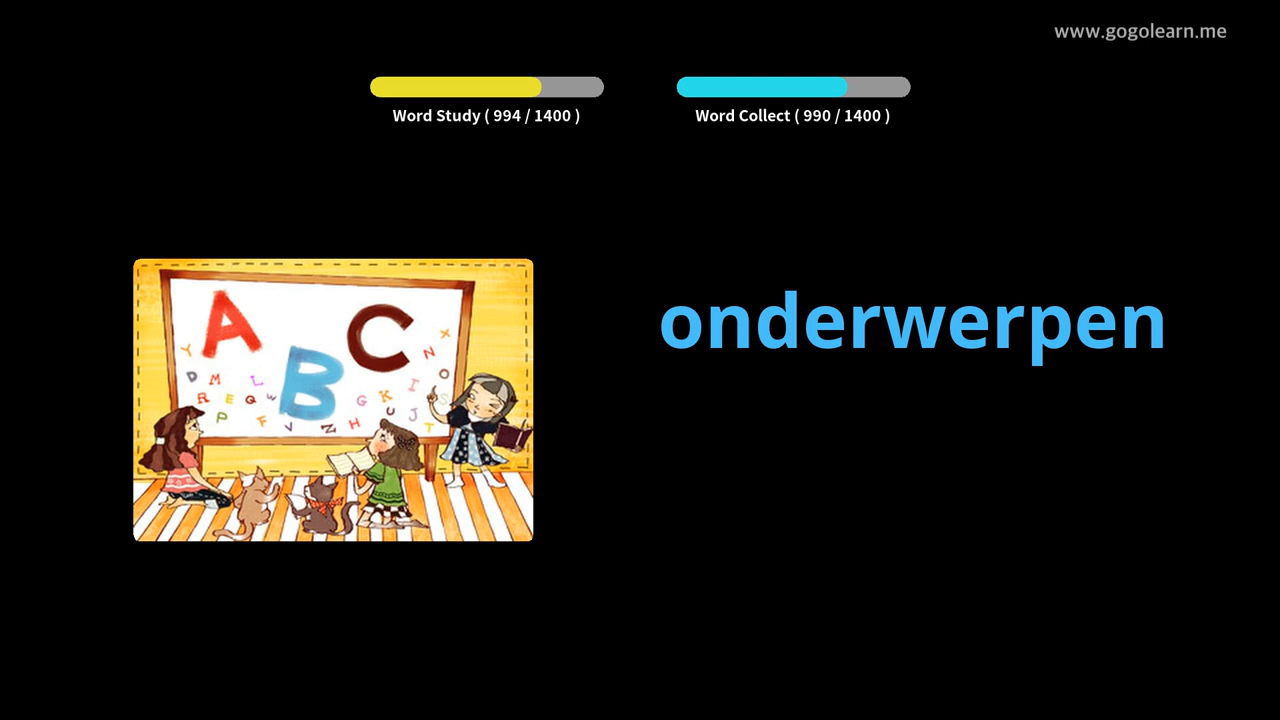 www.gogolearn.me
Word Study ( 994 / 1400 )
Word Collect ( 990 / 1400 )
onderwerpen
A
B
C
Y D M L R E Q W P F V Z H G K U J I N X O S T